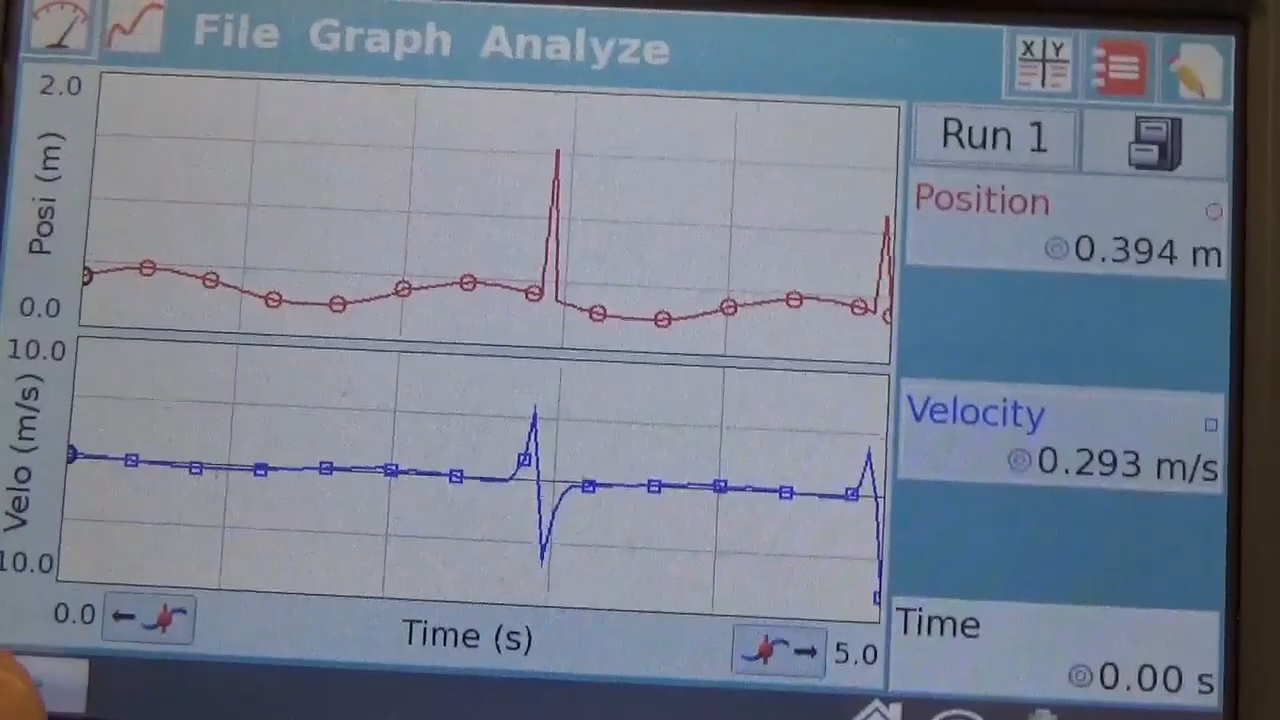 File Graph Analyze
X Y
2.0
Posi (m)
0.0
10.0
Velo (m/s)
10.0
0.0
Time (s)
5.0
Run 1
Position
0.394 m
Velocity
0.293 m/s
Time
0.00 s